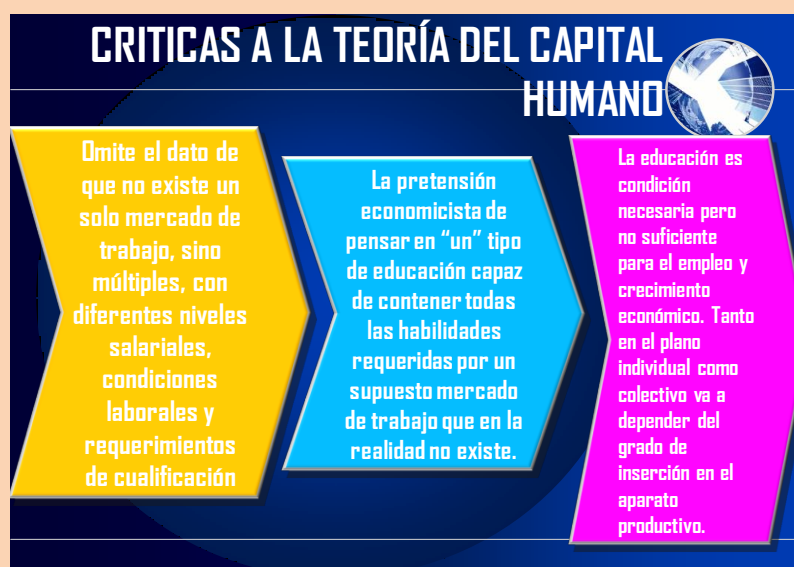 CRITICAS A LA TEORÍA DEL CAPITAL
HUMANO
Omite el dato de
que no existe un
solo mercado de
trabajo, sino
múltiples, con
diferentes niveles
salariales,
condiciones
laborales y
requerimientos
de cualificación
La pretensión
economicista de
pensar en “un” tipo
de educación capaz
de contener todas
las habilidades
requeridas por un
supuesto mercado
de trabajo que en la
realidad no existe.
La educación es
condición
necesaria pero
no suficiente
para el empleo y
crecimiento
económico. Tanto
en el plano
individual como
colectivo va a
depender del
grado de
inserción en el
aparato
productivo.